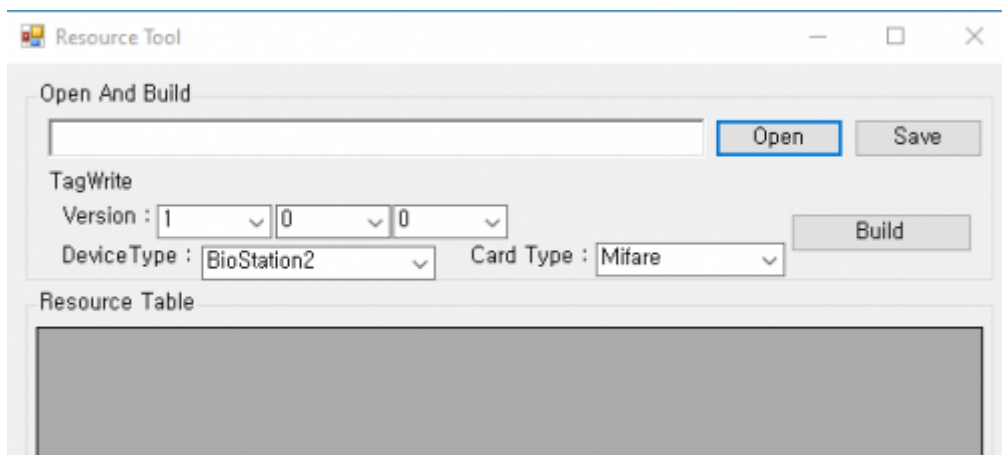 Resource Tool
Open And Build
Open Save
TagWrite
Version : 1 0 0
Build
DeviceType : BioStation2 Card Type : Mifare
Resource Table